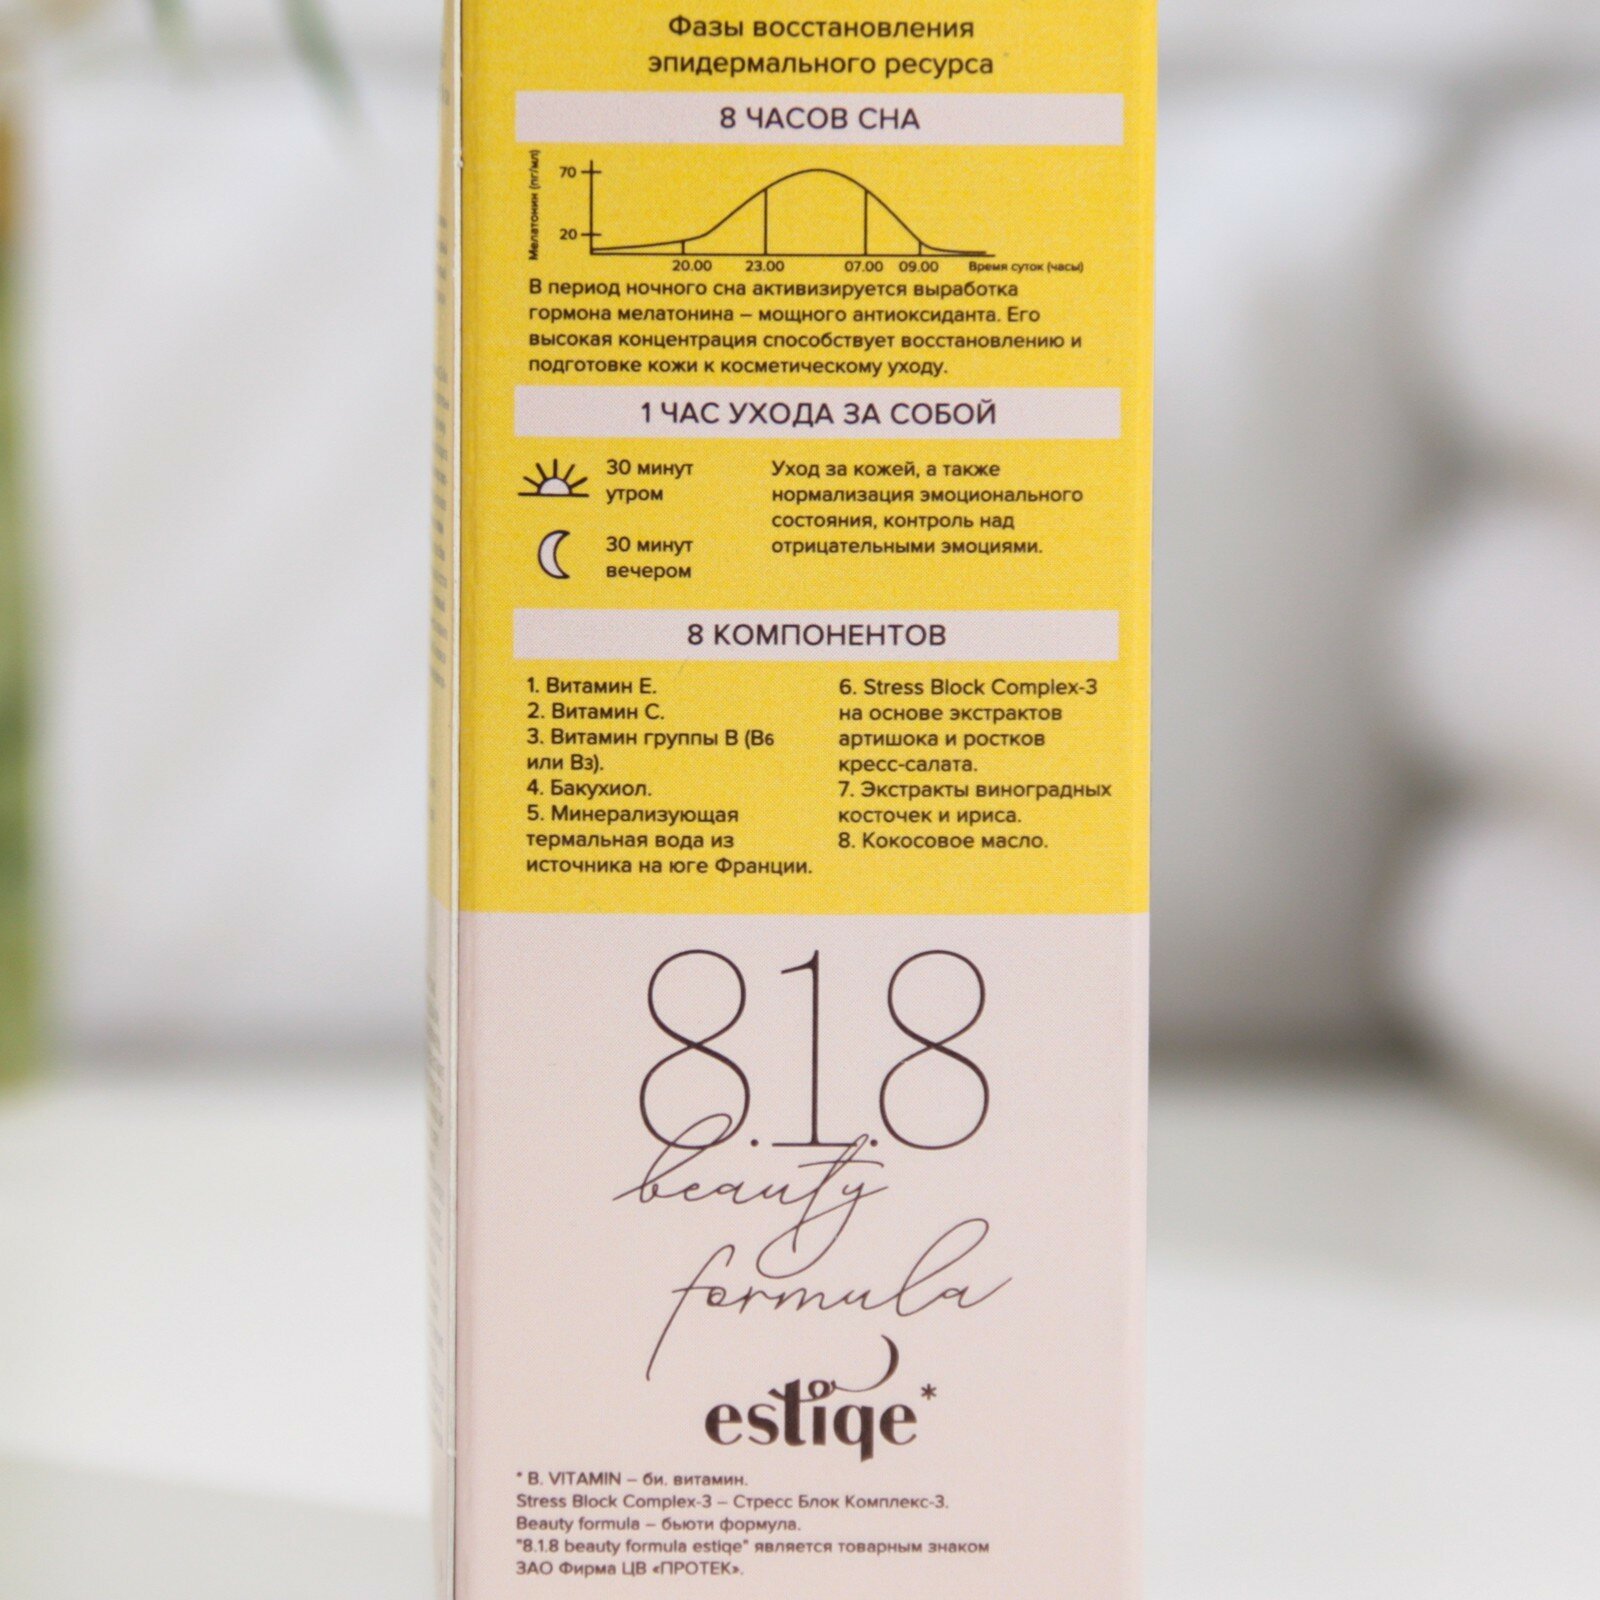 Фазы восстановления
эпидермального ресурса
8 ЧАСОВ СНА
Мелатонин (пг/мл)
70
20
20.00 23.00 07.00 09.00 Время суток (часы)
В период ночного сна активизируется выработка
гормона мелатонина – мощного антиоксиданта. Его
высокая концентрация способствует восстановлению и
подготовке кожи к косметическому уходу.
1 ЧАС УХОДА ЗА СОБОЙ
30 минут
утром
30 минут
вечером
Уход за кожей, а также
нормализация эмоционального
состояния, контроль над
отрицательными эмоциями.
8 КОМПОНЕНТОВ
1. Витамин Е.
2. Витамин С.
3. Витамин группы В (В6
или В3).
4. Бакухиол.
5. Минерализующая
термальная вода из
источника на юге Франции.
6. Stress Block Complex-3
на основе экстрактов
артишока и ростков
кресс-салата.
7. Экстракты виноградных
косточек и ириса.
8. Кокосовое масло.
8.1.8
beauty
formula
estiqe*
* B. VITAMIN – би. витамин.
Stress Block Complex-3 – Стресс Блок Комплекс-3.
Beauty formula – бьюти формула.
"8.1.8 beauty formula estiqe" является товарным знаком
ЗАО Фирма ЦВ «ПРОТЕК».